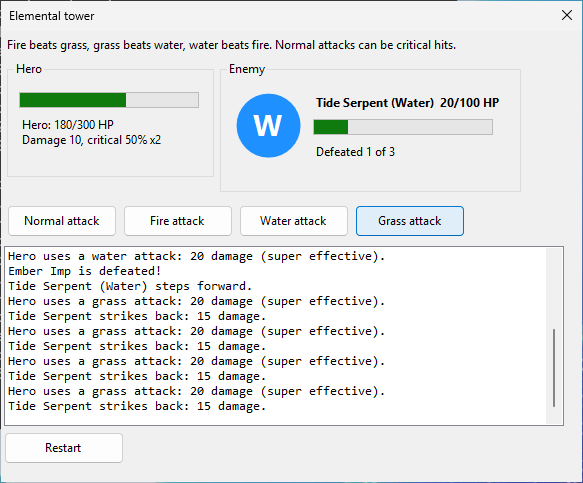 Elemental tower
Fire beats grass, grass beats water, water beats fire. Normal attacks can be critical hits.
Hero
Hero: 180/300 HP
Damage 10, critical 50% x2
Enemy
W
Tide Serpent (Water) 20/100 HP
Defeated 1 of 3
Normal attack
Fire attack
Water attack
Grass attack
Hero uses a water attack: 20 damage (super effective).
Ember Imp is defeated!
Tide Serpent (Water) steps forward.
Hero uses a grass attack: 20 damage (super effective).
Tide Serpent strikes back: 15 damage.
Hero uses a grass attack: 20 damage (super effective).
Tide Serpent strikes back: 15 damage.
Hero uses a grass attack: 20 damage (super effective).
Tide Serpent strikes back: 15 damage.
Hero uses a grass attack: 20 damage (super effective).
Tide Serpent strikes back: 15 damage.
Restart